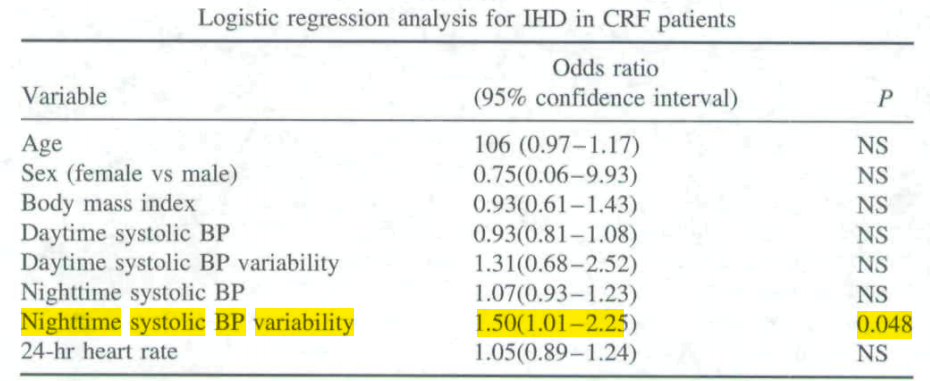 Logistic regression analysis for IHD in CRF patients
Odds ratio
Variable (95% confidence interval) P
Age 106 (0.97–1.17) NS
Sex (female vs male) 0.75(0.06–9.93) NS
Body mass index 0.93(0.61–1.43) NS
Daytime systolic BP 0.93(0.81–1.08) NS
Daytime systolic BP variability 1.31(0.68–2.52) NS
Nighttime systolic BP 1.07(0.93–1.23) NS
Nighttime systolic BP variability 1.50(1.01–2.25) 0.048
24-hr heart rate 1.05(0.89–1.24) NS